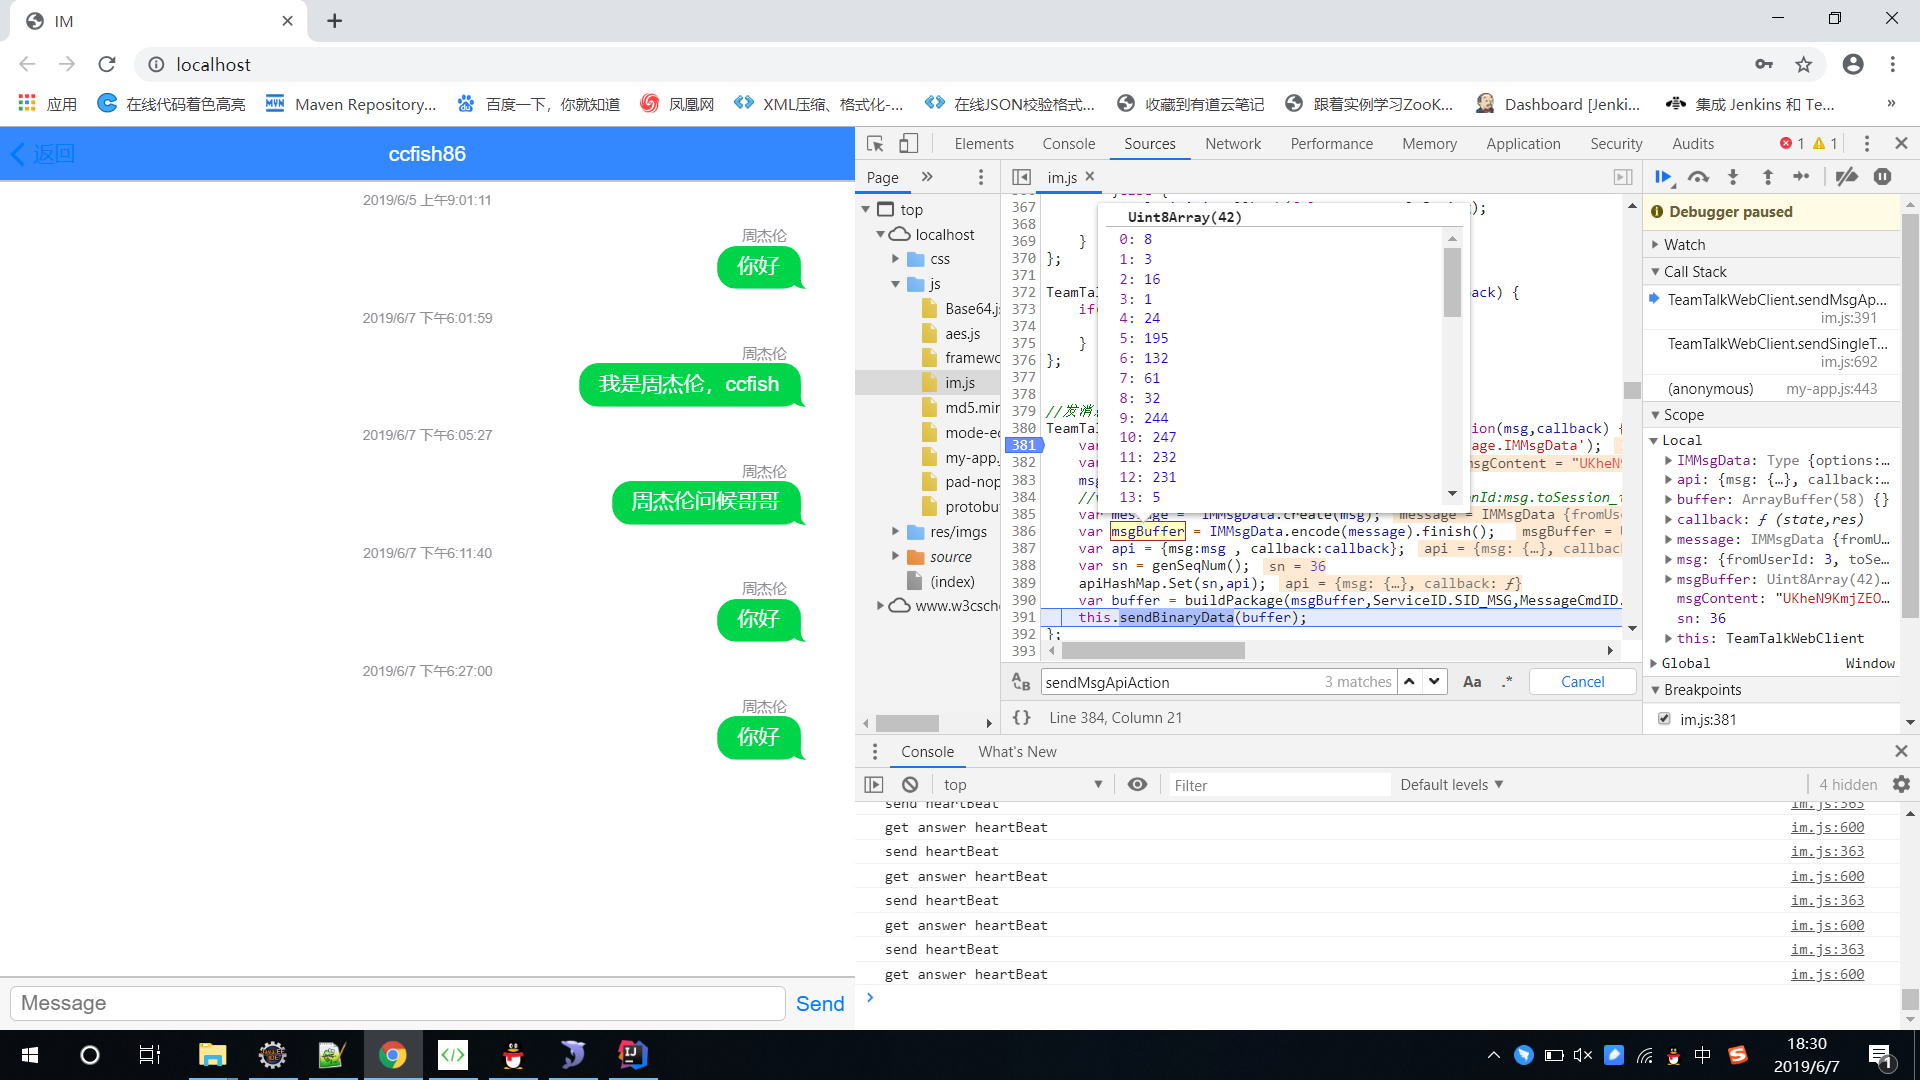 IM
localhost
应用
在线代码着色高亮
Maven Repository...
百度一下，你就知道
凤凰网
XML压缩、格式化-...
在线JSON校验格式...
收藏到有道云笔记
跟着实例学习ZooK...
Dashboard [Jenki...
集成 Jenkins 和 Te...
»
返回
ccfish86
2019/6/5 上午9:01:11
周杰伦
你好
2019/6/7 下午6:01:59
周杰伦
我是周杰伦，ccfish
2019/6/7 下午6:05:27
周杰伦
周杰伦问候哥哥
2019/6/7 下午6:11:40
周杰伦
你好
2019/6/7 下午6:27:00
周杰伦
你好
Message
Send
Elements Console Sources Network Performance Memory Application Security Audits 1 1
Page »
top
localhost
css
js
Base64.j
aes.js
framewo
im.js
md5.mir
mode-ec
my-app.
pad-nop
protobu
res/imgs
source
(index)
www.w3csch
im.js
367 );
368
369 }
370 };
371
372 TeamTal ck) {
373 if(
374
375 }
376 };
377
378
379 //发消
380 TeamTal ion(msg,callback) {
381 var age.IMMsgData');
382 var msgContent = "UKheN9
383 msg
384 //v nId:msg.toSession_
385 var message = IMMsgData.create(msg); message = IMMsgData {fromUse
386 var msgBuffer = IMMsgData.encode(message).finish(); msgBuffer = U
387 var api = {msg:msg , callback:callback}; api = {msg: {…}, callbac
388 var sn = genSeqNum(); sn = 36
389 apiHashMap.Set(sn,api); api = {msg: {…}, callback: ƒ}
390 var buffer = buildPackage(msgBuffer,ServiceID.SID_MSG,MessageCmdID.
391 this.sendBinaryData(buffer);
392 };
393
Uint8Array(42)
0: 8
1: 3
2: 16
3: 1
4: 24
5: 195
6: 132
7: 61
8: 32
9: 244
10: 247
11: 232
12: 231
13: 5
sendMsgApiAction 3 matches Aa .* Cancel
{} Line 384, Column 21
Debugger paused
Watch
Call Stack
TeamTalkWebClient.sendMsgAp...
im.js:391
TeamTalkWebClient.sendSingleT...
im.js:692
(anonymous) my-app.js:443
Scope
Local
IMMsgData: Type {options:…
api: {msg: {…}, callback:…
buffer: ArrayBuffer(58) {}
callback: ƒ (state,res)
message: IMMsgData {fromU…
msg: {fromUserId: 3, toSe…
msgBuffer: Uint8Array(42)…
msgContent: "UKheN9KmjZEO…
sn: 36
this: TeamTalkWebClient
Global Window
Breakpoints
im.js:381
Console What's New
top Filter Default levels 4 hidden
send heartBeat im.js:363
get answer heartBeat im.js:600
send heartBeat im.js:363
get answer heartBeat im.js:600
send heartBeat im.js:363
get answer heartBeat im.js:600
send heartBeat im.js:363
get answer heartBeat im.js:600
中
18:30
2019/6/7
1